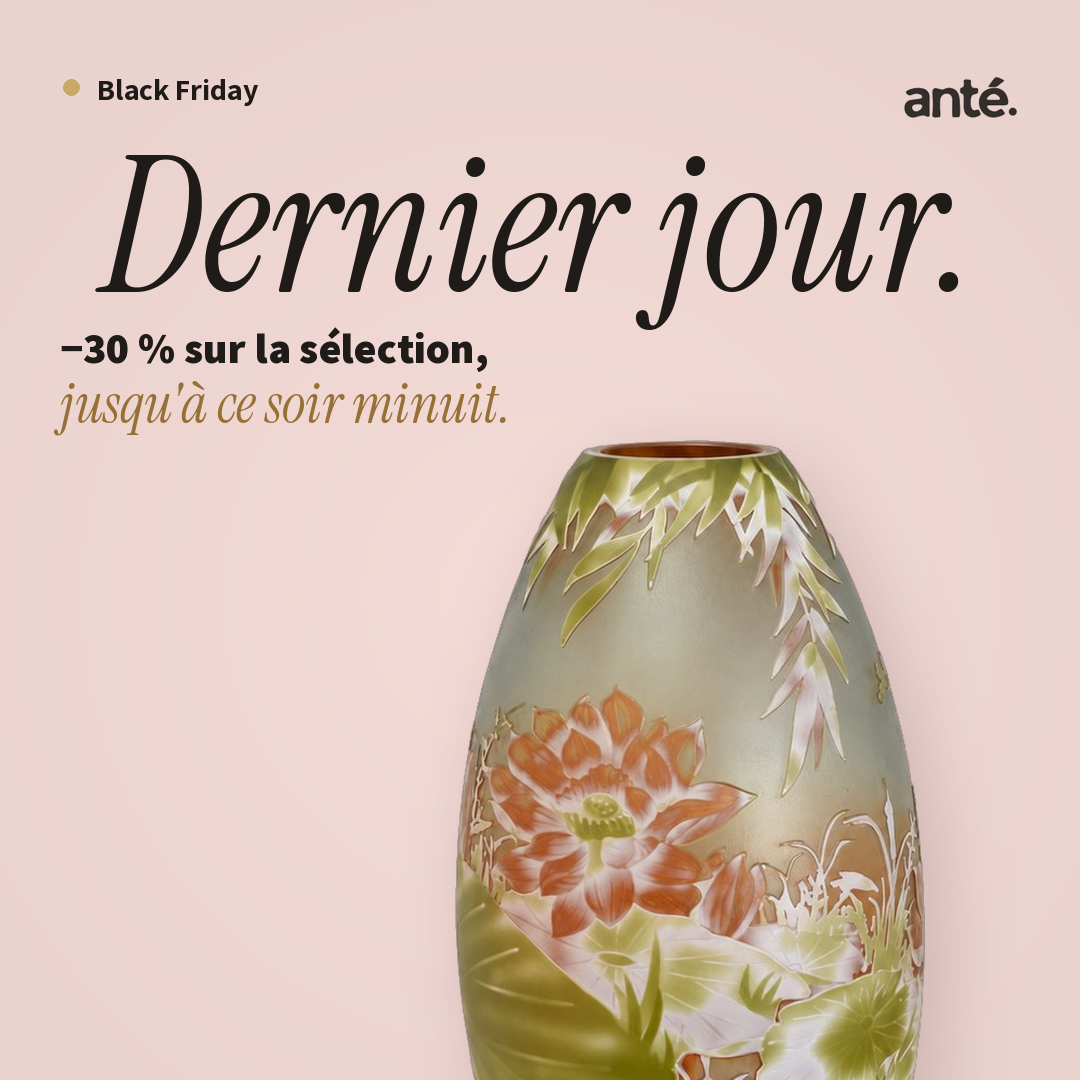 Black Friday
anté.
Dernier jour.
−30 % sur la sélection,
jusqu'à ce soir minuit.